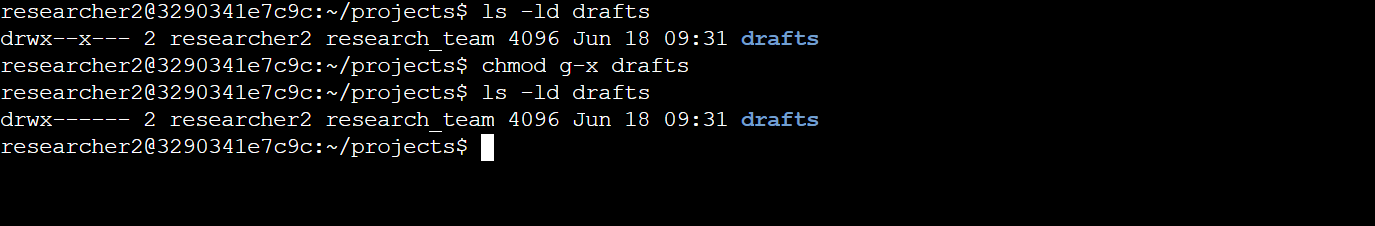 researcher2@3290341e7c9c:~/projects$ ls -ld drafts
drwx--x--- 2 researcher2 research_team 4096 Jun 18 09:31 drafts
researcher2@3290341e7c9c:~/projects$ chmod g-x drafts
researcher2@3290341e7c9c:~/projects$ ls -ld drafts
drwx------ 2 researcher2 research_team 4096 Jun 18 09:31 drafts
researcher2@3290341e7c9c:~/projects$